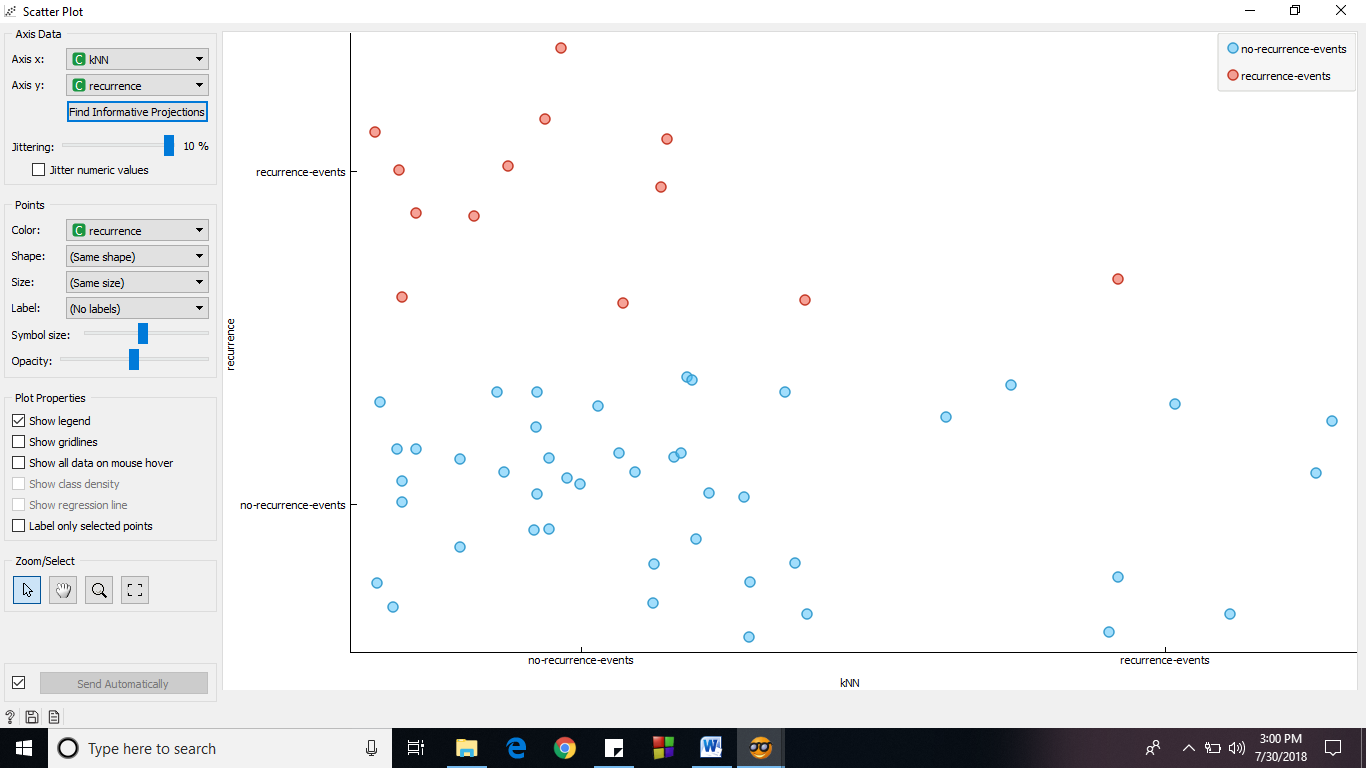 Scatter Plot
Axis Data
Axis x: C kNN
Axis y: C recurrence
Find Informative Projections
Jittering: 10 %
Jitter numeric values
Points
Color: C recurrence
Shape: (Same shape)
Size: (Same size)
Label: (No labels)
Symbol size:
Opacity:
Plot Properties
Show legend
Show gridlines
Show all data on mouse hover
Show class density
Show regression line
Label only selected points
Zoom/Select
Send Automatically
no-recurrence-events
recurrence-events
recurrence-events
no-recurrence-events
recurrence
no-recurrence-events
recurrence-events
kNN
Type here to search
3:00 PM
7/30/2018